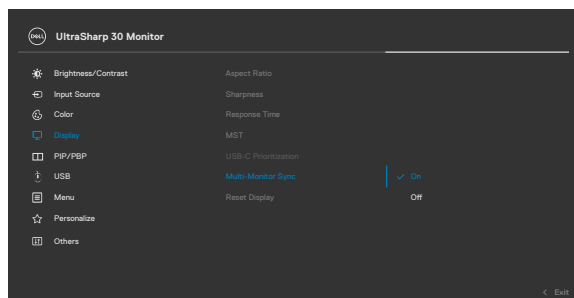 DELL UltraSharp 30 Monitor
Brightness/Contrast Aspect Ratio
Input Source Sharpness
Color Response Time
Display MST
PIP/PBP USB-C Prioritization
USB Multi-Monitor Sync On
Menu Reset Display Off
Personalize
Others
Exit